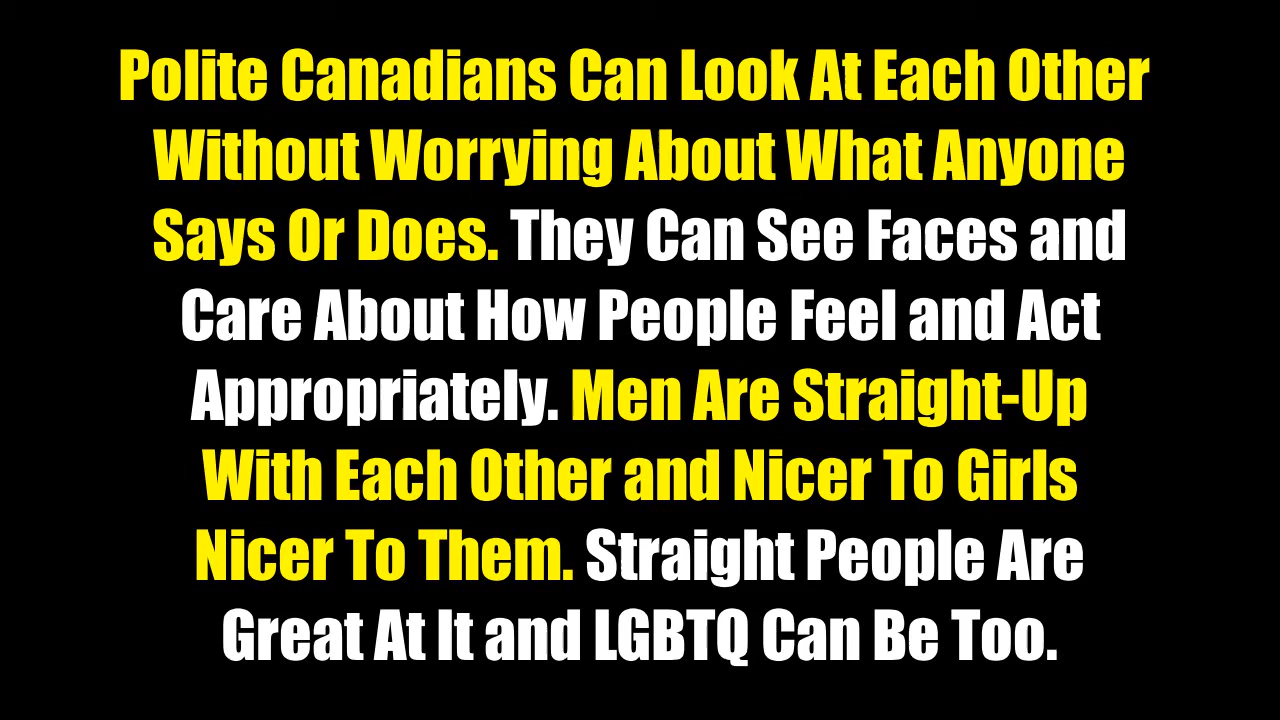 Polite Canadians Can Look At Each Other
Without Worrying About What Anyone
Says Or Does. They Can See Faces and
Care About How People Feel and Act
Appropriately. Men Are Straight-Up
With Each Other and Nicer To Girls
Nicer To Them. Straight People Are
Great At It and LGBTQ Can Be Too.